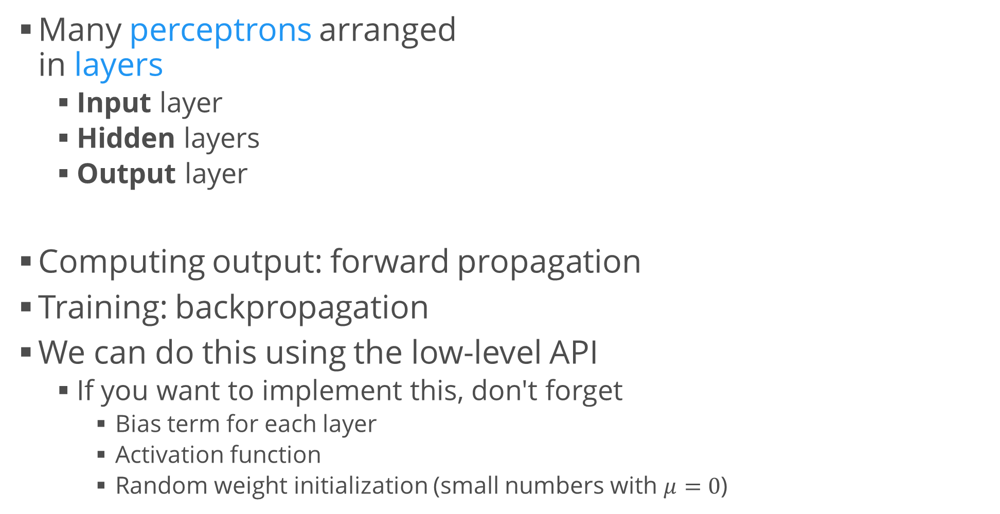 ▪ Many perceptrons arranged
in layers
▪ Input layer
▪ Hidden layers
▪ Output layer
▪ Computing output: forward propagation
▪ Training: backpropagation
▪ We can do this using the low-level API
▪ If you want to implement this, don't forget
▪ Bias term for each layer
▪ Activation function
▪ Random weight initialization (small numbers with μ = 0)